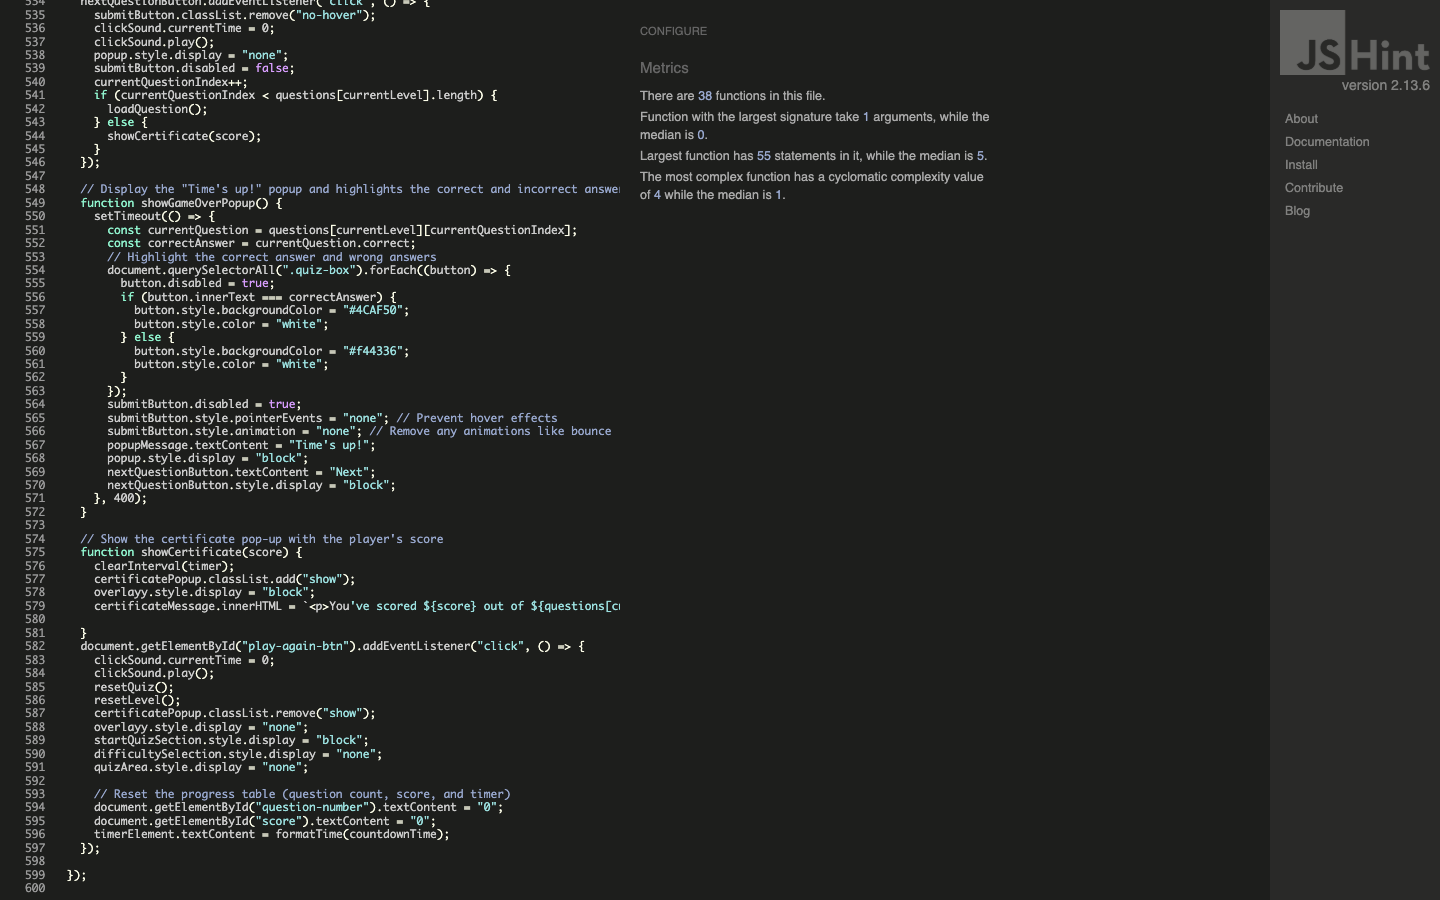 534 nextQuestionButton.addEventListener("click", () => {
535 submitButton.classList.remove("no-hover");
536 clickSound.currentTime = 0;
537 clickSound.play();
538 popup.style.display = "none";
539 submitButton.disabled = false;
540 currentQuestionIndex++;
541 if (currentQuestionIndex < questions[currentLevel].length) {
542 loadQuestion();
543 } else {
544 showCertificate(score);
545 }
546 });
547
548 // Display the "Time's up!" popup and highlights the correct and incorrect answe
549 function showGameOverPopup() {
550 setTimeout(() => {
551 const currentQuestion = questions[currentLevel][currentQuestionIndex];
552 const correctAnswer = currentQuestion.correct;
553 // Highlight the correct answer and wrong answers
554 document.querySelectorAll(".quiz-box").forEach((button) => {
555 button.disabled = true;
556 if (button.innerText === correctAnswer) {
557 button.style.backgroundColor = "#4CAF50";
558 button.style.color = "white";
559 } else {
560 button.style.backgroundColor = "#f44336";
561 button.style.color = "white";
562 }
563 });
564 submitButton.disabled = true;
565 submitButton.style.pointerEvents = "none"; // Prevent hover effects
566 submitButton.style.animation = "none"; // Remove any animations like bounce
567 popupMessage.textContent = "Time's up!";
568 popup.style.display = "block";
569 nextQuestionButton.textContent = "Next";
570 nextQuestionButton.style.display = "block";
571 }, 400);
572 }
573
574 // Show the certificate pop-up with the player's score
575 function showCertificate(score) {
576 clearInterval(timer);
577 certificatePopup.classList.add("show");
578 overlayy.style.display = "block";
579 certificateMessage.innerHTML = `<p>You've scored ${score} out of ${questions[c
580
581 }
582 document.getElementById("play-again-btn").addEventListener("click", () => {
583 clickSound.currentTime = 0;
584 clickSound.play();
585 resetQuiz();
586 resetLevel();
587 certificatePopup.classList.remove("show");
588 overlayy.style.display = "none";
589 startQuizSection.style.display = "block";
590 difficultySelection.style.display = "none";
591 quizArea.style.display = "none";
592
593 // Reset the progress table (question count, score, and timer)
594 document.getElementById("question-number").textContent = "0";
595 document.getElementById("score").textContent = "0";
596 timerElement.textContent = formatTime(countdownTime);
597 });
598
599 });
600
CONFIGURE
Metrics
There are 38 functions in this file.
Function with the largest signature take 1 arguments, while the
median is 0.
Largest function has 55 statements in it, while the median is 5.
The most complex function has a cyclomatic complexity value
of 4 while the median is 1.
JSHint
version 2.13.6
About
Documentation
Install
Contribute
Blog